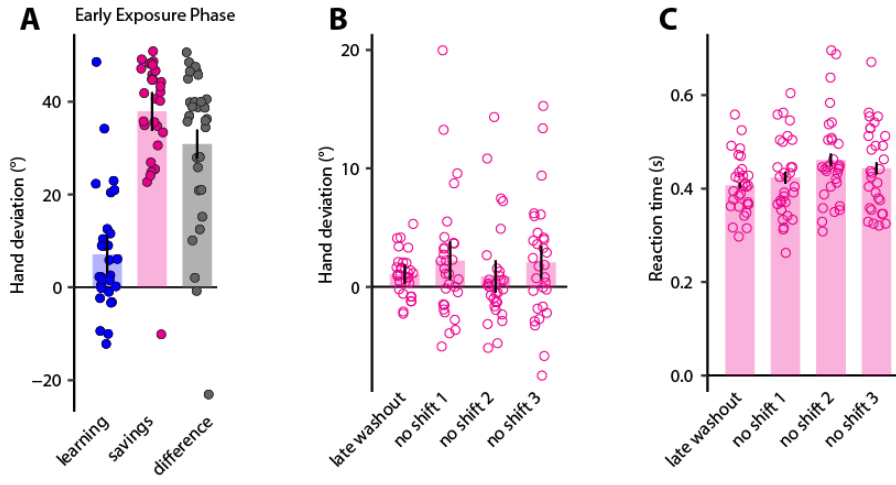 A
Early Exposure Phase
Hand deviation (°)
40
20
0
−20
learning
savings
difference
B
Hand deviation (°)
20
10
0
late washout
no shift 1
no shift 2
no shift 3
C
Reaction time (s)
0.6
0.4
0.2
0.0
late washout
no shift 1
no shift 2
no shift 3